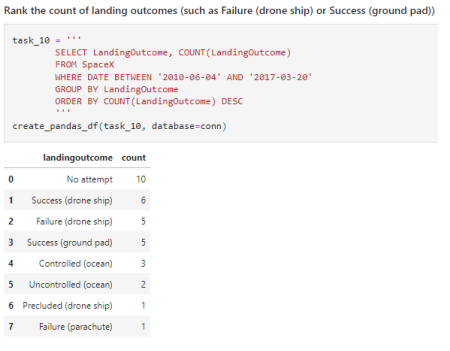 Rank the count of landing outcomes (such as Failure (drone ship) or Success (ground pad))
task_10 = '''
SELECT LandingOutcome, COUNT(LandingOutcome)
FROM SpaceX
WHERE DATE BETWEEN '2010-06-04' AND '2017-03-20'
GROUP BY LandingOutcome
ORDER BY COUNT(LandingOutcome) DESC
'''
create_pandas_df(task_10, database=conn)
landingoutcome count
0 No attempt 10
1 Success (drone ship) 6
2 Failure (drone ship) 5
3 Success (ground pad) 5
4 Controlled (ocean) 3
5 Uncontrolled (ocean) 2
6 Precluded (drone ship) 1
7 Failure (parachute) 1